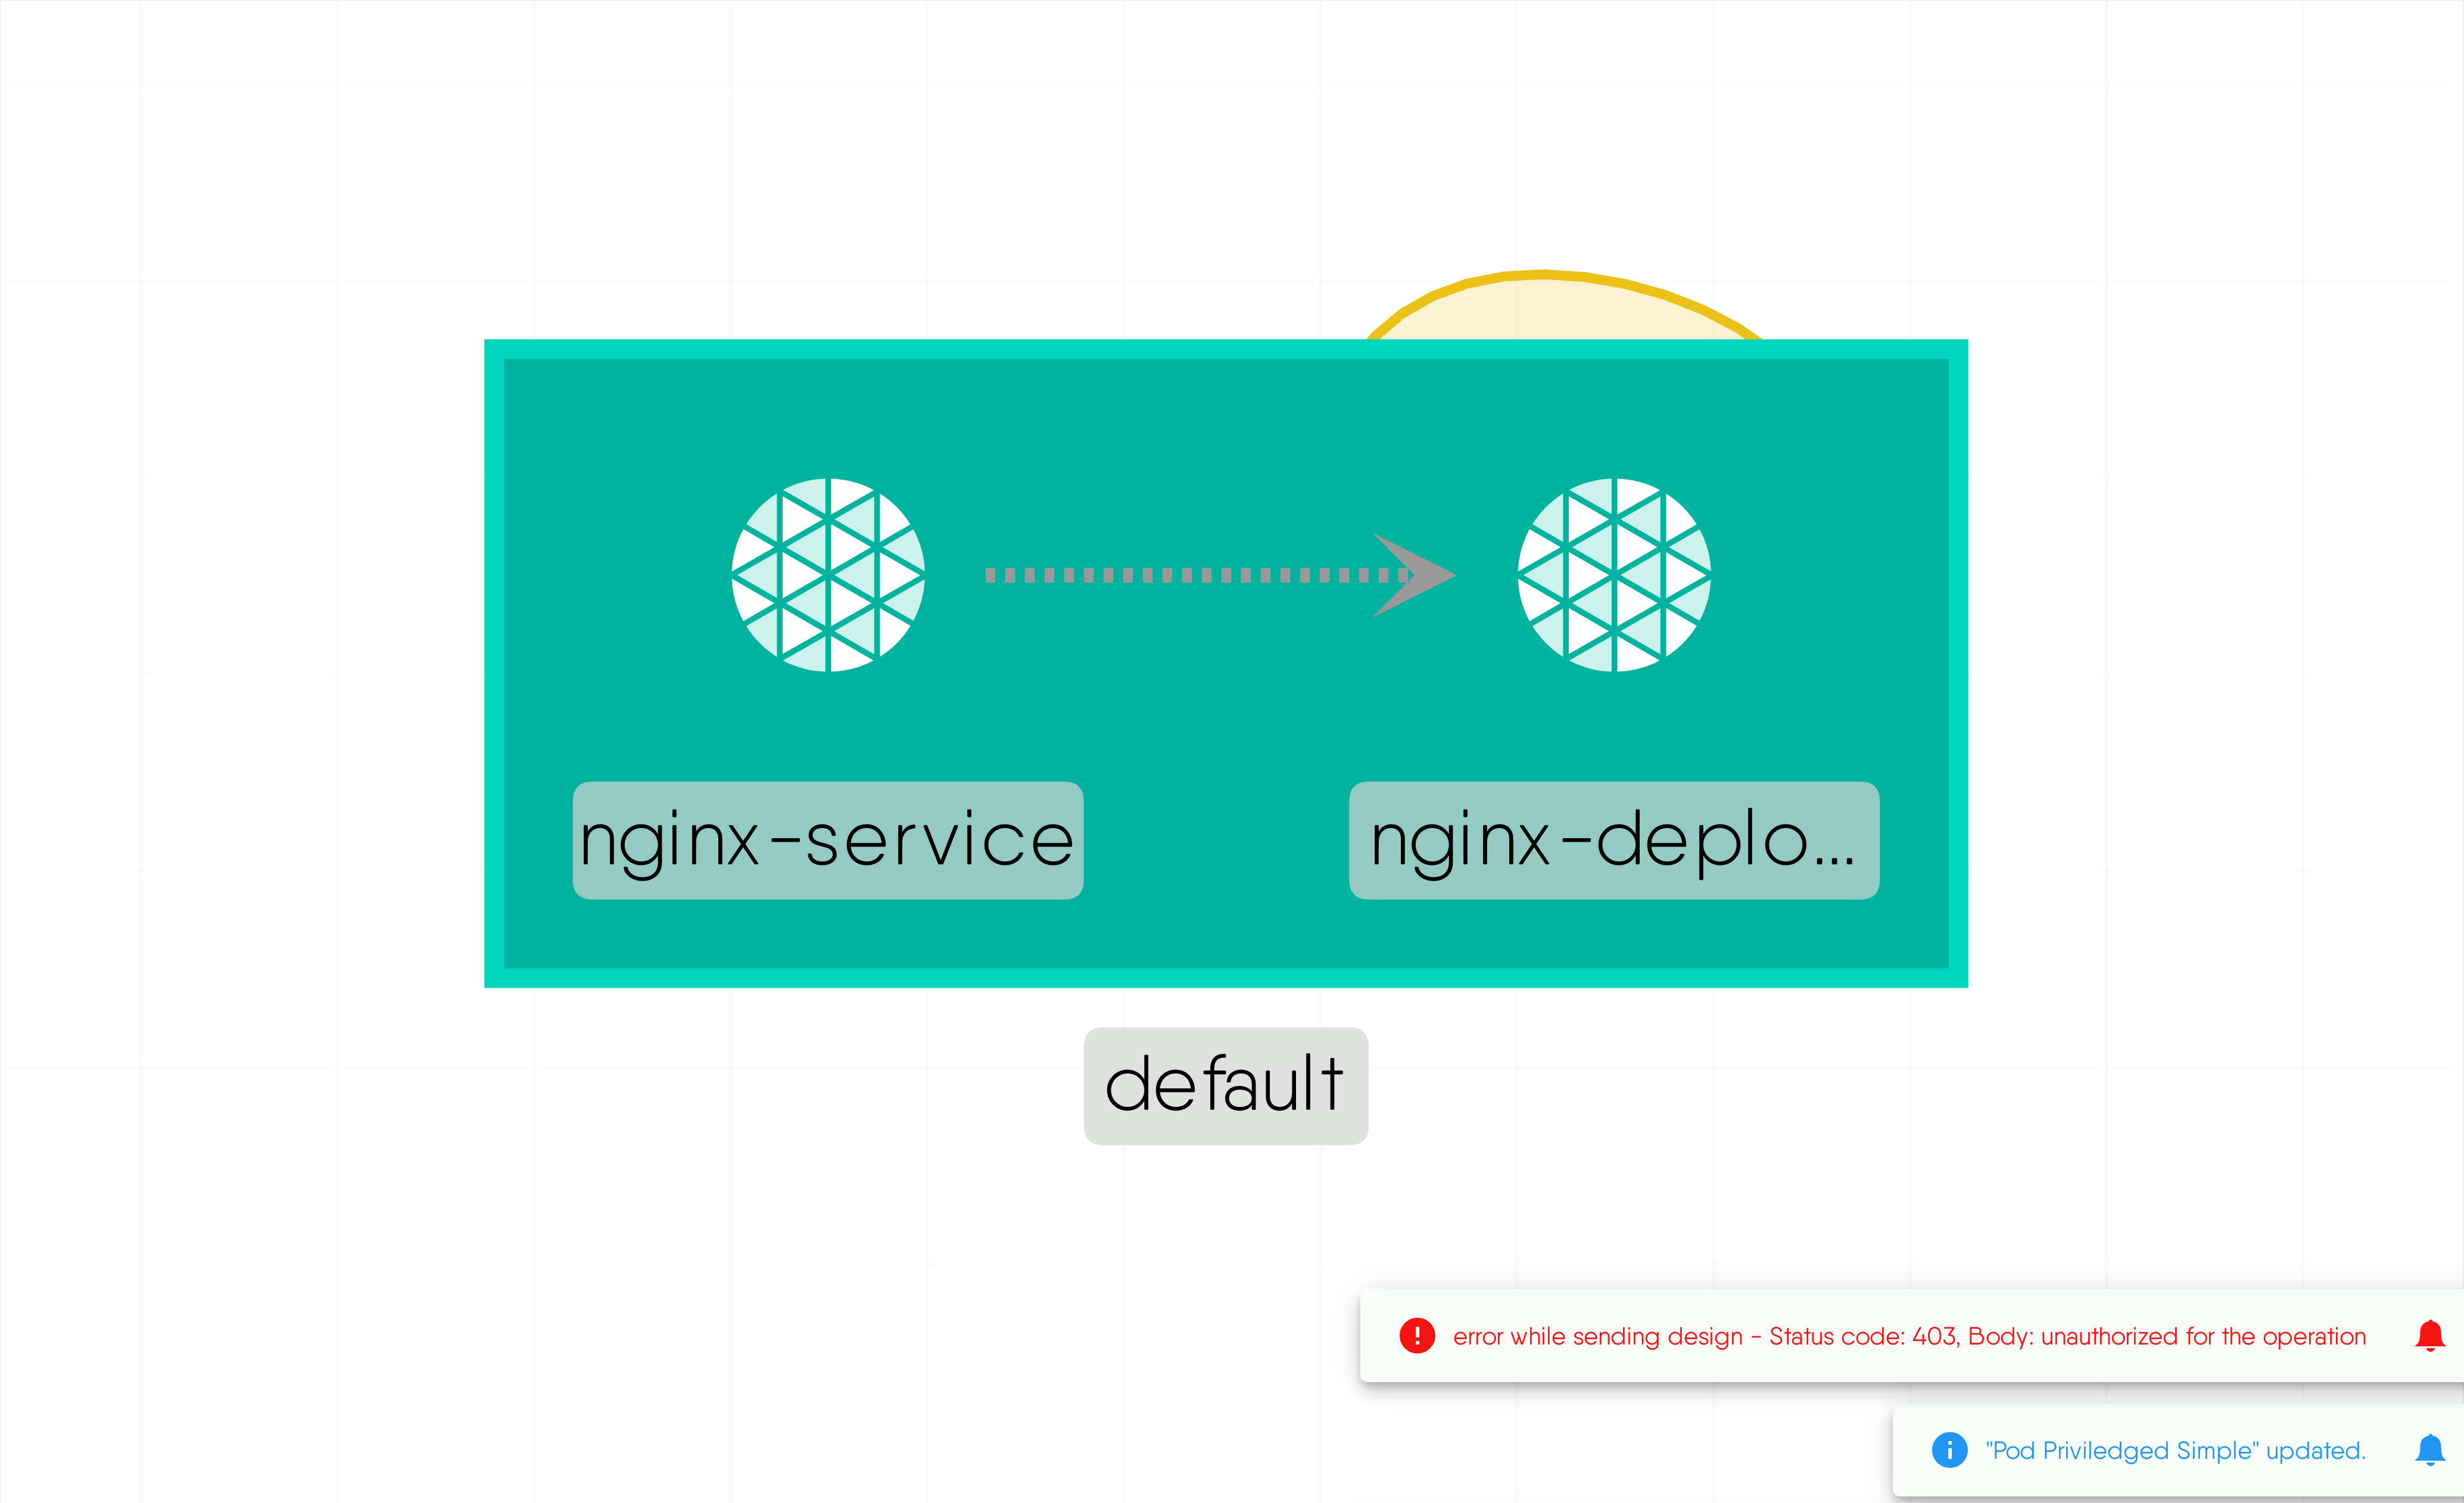 nginx-service
nginx-deplo...
default
error while sending design - Status code: 403, Body: unauthorized for the operation
"Pod Priviledged Simple" updated.